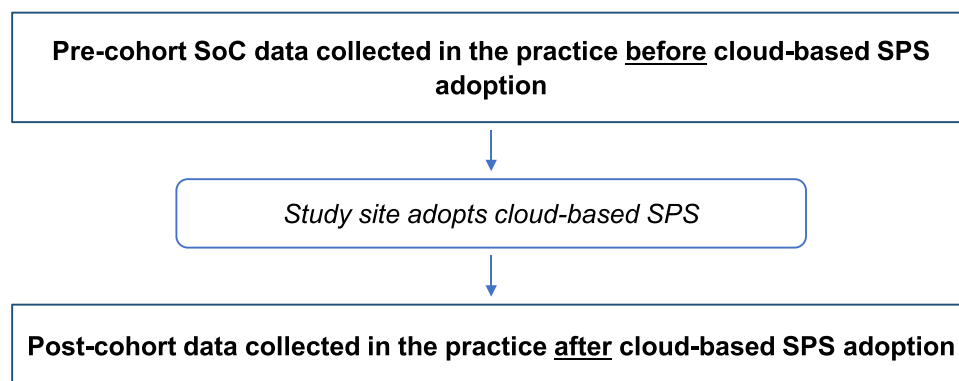 Pre-cohort SoC data collected in the practice before cloud-based SPS
adoption
Study site adopts cloud-based SPS
Post-cohort data collected in the practice after cloud-based SPS adoption